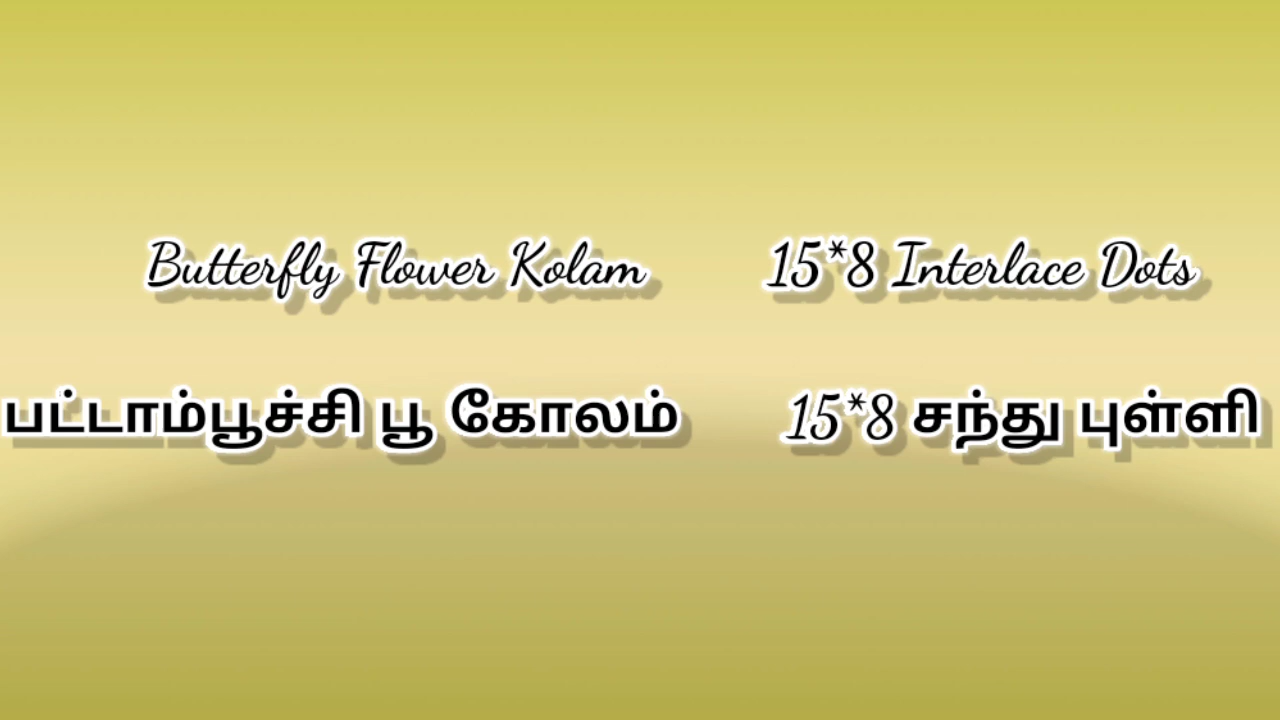 Butterfly Flower Kolam 15*8 Interlace Dots
பட்டாம்பூச்சி பூ கோலம் 15*8 சந்து புள்ளி